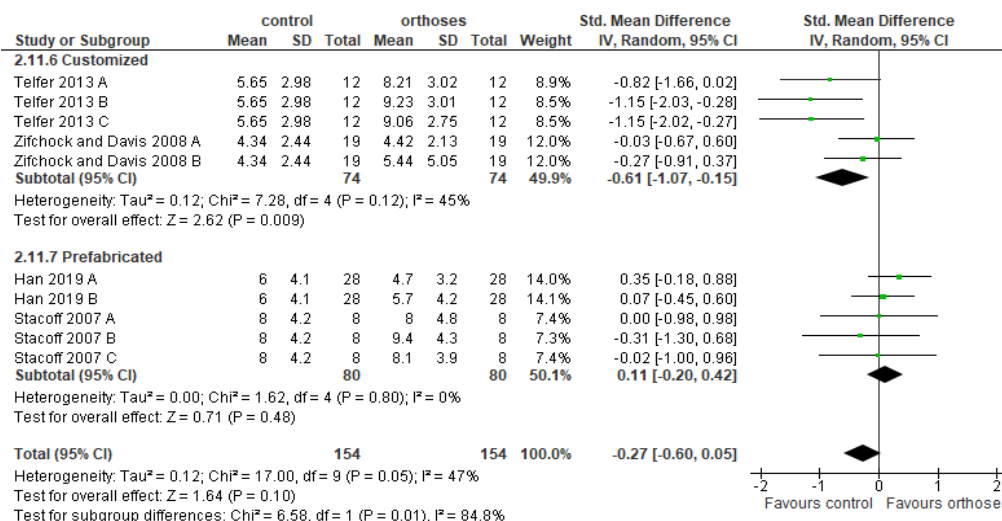 control orthoses Std. Mean Difference Std. Mean Difference
Study or Subgroup Mean SD Total Mean SD Total Weight IV, Random, 95% CI IV, Random, 95% CI
2.11.6 Customized
Telfer 2013 A 5.65 2.98 12 8.21 3.02 12 8.9% -0.82 [-1.66, 0.02]
Telfer 2013 B 5.65 2.98 12 9.23 3.01 12 8.5% -1.15 [-2.03, -0.28]
Telfer 2013 C 5.65 2.98 12 9.06 2.75 12 8.5% -1.15 [-2.02, -0.27]
Zifchock and Davis 2008 A 4.34 2.44 19 4.42 2.13 19 12.0% -0.03 [-0.67, 0.60]
Zifchock and Davis 2008 B 4.34 2.44 19 5.44 5.05 19 12.0% -0.27 [-0.91, 0.37]
Subtotal (95% CI) 74 74 49.9% -0.61 [-1.07, -0.15]
Heterogeneity: Tau² = 0.12; Chi² = 7.28, df = 4 (P = 0.12); I² = 45%
Test for overall effect: Z = 2.62 (P = 0.009)
2.11.7 Prefabricated
Han 2019 A 6 4.1 28 4.7 3.2 28 14.0% 0.35 [-0.18, 0.88]
Han 2019 B 6 4.1 28 5.7 4.2 28 14.1% 0.07 [-0.45, 0.60]
Stacoff 2007 A 8 4.2 8 8 4.8 8 7.4% 0.00 [-0.98, 0.98]
Stacoff 2007 B 8 4.2 8 9.4 4.3 8 7.3% -0.31 [-1.30, 0.68]
Stacoff 2007 C 8 4.2 8 8.1 3.9 8 7.4% -0.02 [-1.00, 0.96]
Subtotal (95% CI) 80 80 50.1% 0.11 [-0.20, 0.42]
Heterogeneity: Tau² = 0.00; Chi² = 1.62, df = 4 (P = 0.80); I² = 0%
Test for overall effect: Z = 0.71 (P = 0.48)
Total (95% CI) 154 154 100.0% -0.27 [-0.60, 0.05]
Heterogeneity: Tau² = 0.12; Chi² = 17.00, df = 9 (P = 0.05); I² = 47%
Test for overall effect: Z = 1.64 (P = 0.10)
Test for subgroup differences: Chi² = 6.58, df = 1 (P = 0.01), I² = 84.8%
-2 -1 0 1 2
Favours control Favours orthose